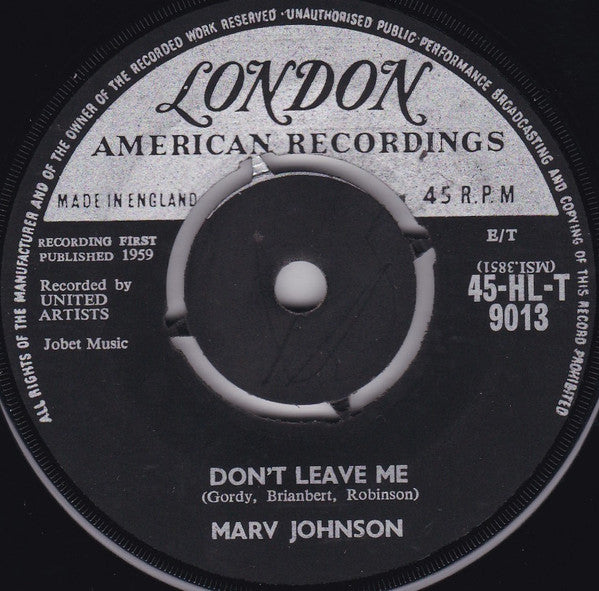 ALL RIGHTS OF THE MANUFACTURER AND OF THE OWNER OF THE RECORDED WORK RESERVED · UNAUTHORISED PUBLIC PERFORMANCE BROADCASTING AND COPYING OF THIS RECORD PROHIBITED
LONDON
AMERICAN RECORDINGS
MADE IN ENGLAND
45 R.P.M
RECORDING FIRST
PUBLISHED 1959
Recorded by
UNITED
ARTISTS
Jobet Music
E/T
(MSI.3851)
45-HL-T
9013
DON'T LEAVE ME
(Gordy, Brianbert, Robinson)
MARV JOHNSON